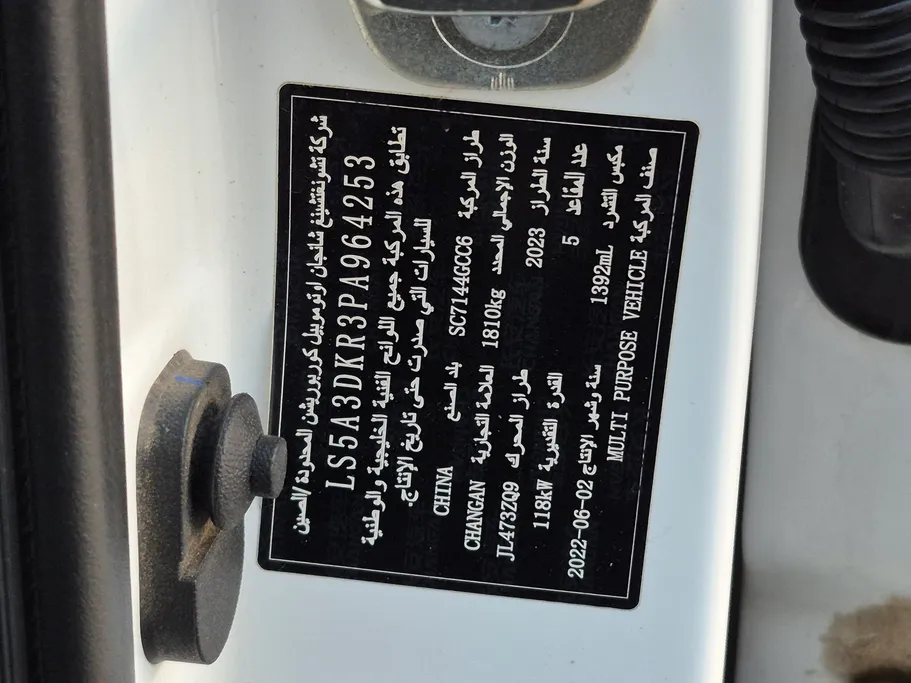 شركة تشونغتشينغ شانجان اوتوموبيل كوربوريشن المحدودة /الصين
LS5A3DKR3PA964253
تطابق هذه المركبة جميع اللوائح الفنية الخليجية والوطنية
للسيارات التي صدرت حتى تاريخ الإنتاج.
طراز المركبة SC7144GCC6 بلد الصنع CHINA
الوزن الإجمالي المحدد 1810kg العلامة التجارية CHANGAN
سنة الطراز 2023 طراز المحرك JL473ZQ9
عدد المقاعد 5 القدرة التقديرية 118kW
مكبس التشرد 1392mL سنة وشهر الإنتاج 2022-06-02
صنف المركبة MULTI PURPOSE VEHICLE